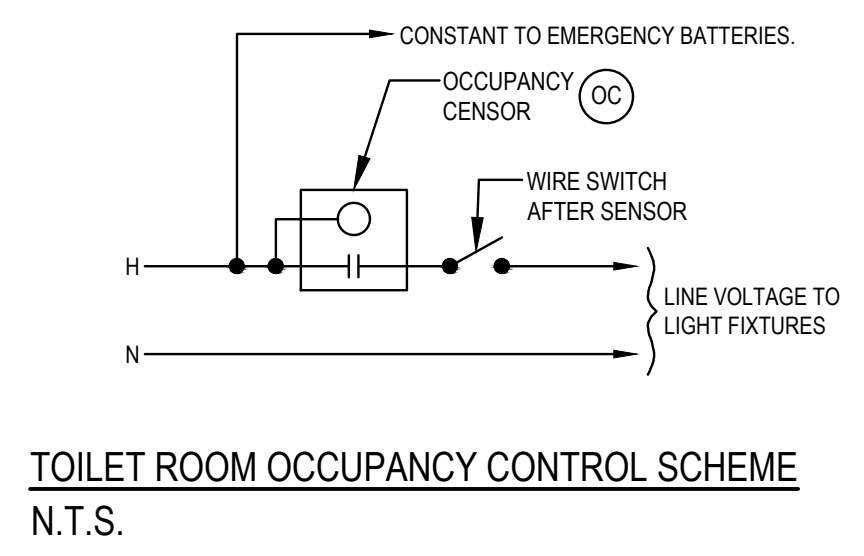 CONSTANT TO EMERGENCY BATTERIES.
OCCUPANCY
CENSOR
OC
WIRE SWITCH
AFTER SENSOR
H
LINE VOLTAGE TO
LIGHT FIXTURES
N
TOILET ROOM OCCUPANCY CONTROL SCHEME
N.T.S.